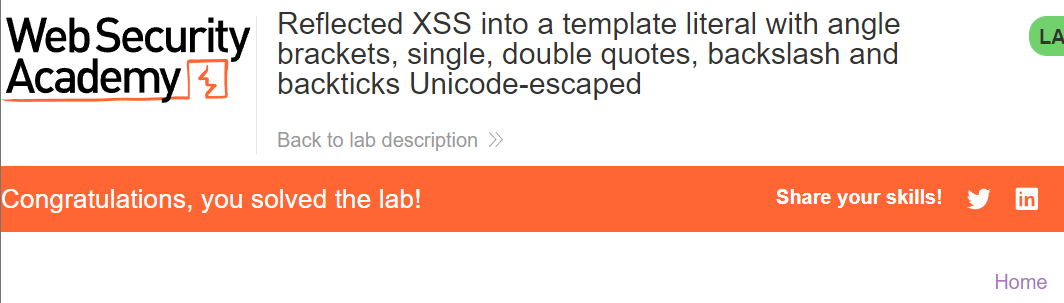 Web Security
Academy
Reflected XSS into a template literal with angle
brackets, single, double quotes, backslash and
backticks Unicode-escaped
LA
Back to lab description
Congratulations, you solved the lab!
Share your skills!
Home